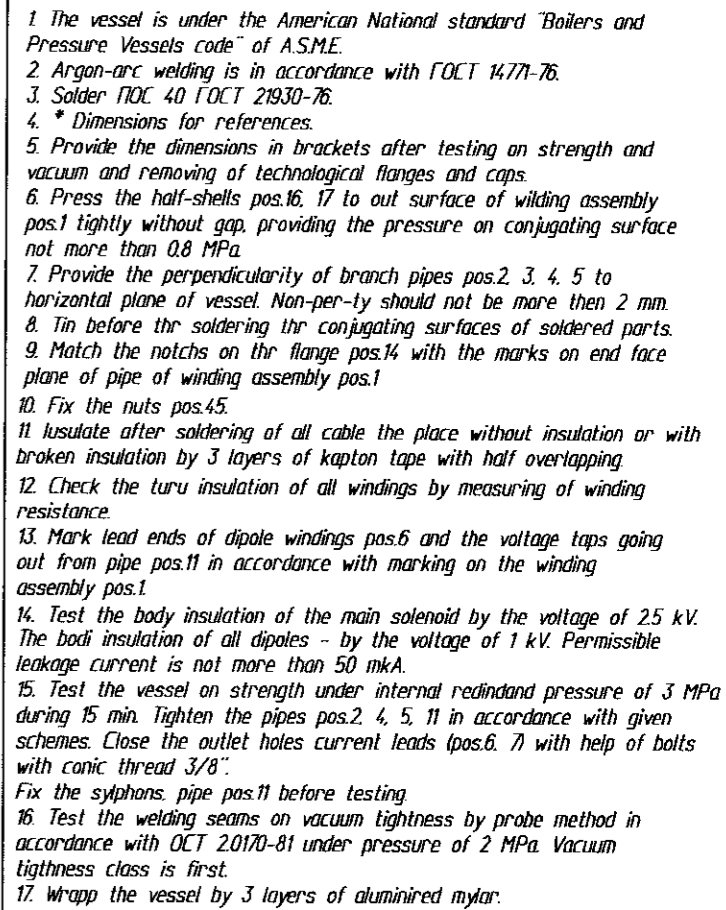 1. The vessel is under the American National standard "Boilers and
Pressure Vessels code" of A.S.M.E.
2. Argon-arc welding is in accordance with ГОСТ 14771-76.
3. Solder ПОС 40 ГОСТ 21930-76.
4. * Dimensions for references.
5. Provide the dimensions in brackets after testing on strength and
vacuum and removing of technological flanges and caps.
6. Press the half-shells pos.16, 17 to out surface of wilding assembly
pos.1 tightly without gap, providing the pressure on conjugating surface
not more than 0.8 MPa
7. Provide the perpendicularity of branch pipes pos.2, 3, 4, 5 to
horizontal plane of vessel. Non-per-ty should not be more then 2 mm.
8. Tin before thr soldering thr conjugating surfaces of soldered parts.
9. Match the notchs on thr flange pos.14 with the marks on end face
plane of pipe of winding assembly pos.1
10. Fix the nuts pos.45.
11. Iusulate after soldering of all cable the place without insulation or with
broken insulation by 3 layers of kapton tape with half overlapping.
12. Check the turu insulation of all windings by measuring of winding
resistance.
13. Mark lead ends of dipole windings pos.6 and the voltage taps going
out from pipe pos.11 in accordance with marking on the winding
assembly pos.1.
14. Test the body insulation of the main solenoid by the voltage of 2.5 kV.
The bodi insulation of all dipoles - by the voltage of 1 kV. Permissible
leakage current is not more than 50 mkA.
15. Test the vessel on strength under internal redindand pressure of 3 MPa
during 15 min. Tighten the pipes pos.2, 4, 5, 11 in accordance with given
schemes. Close the outlet holes current leads (pos.6, 7) with help of bolts
with conic thread 3/8".
Fix the sylphons, pipe pos.11 before testing.
16. Test the welding seams on vacuum tightness by probe method in
accordance with ОСТ 2.0170-81 under pressure of 2 MPa. Vacuum
tigthness class is first.
17. Wrapp the vessel by 3 layers of aluminired mylar.